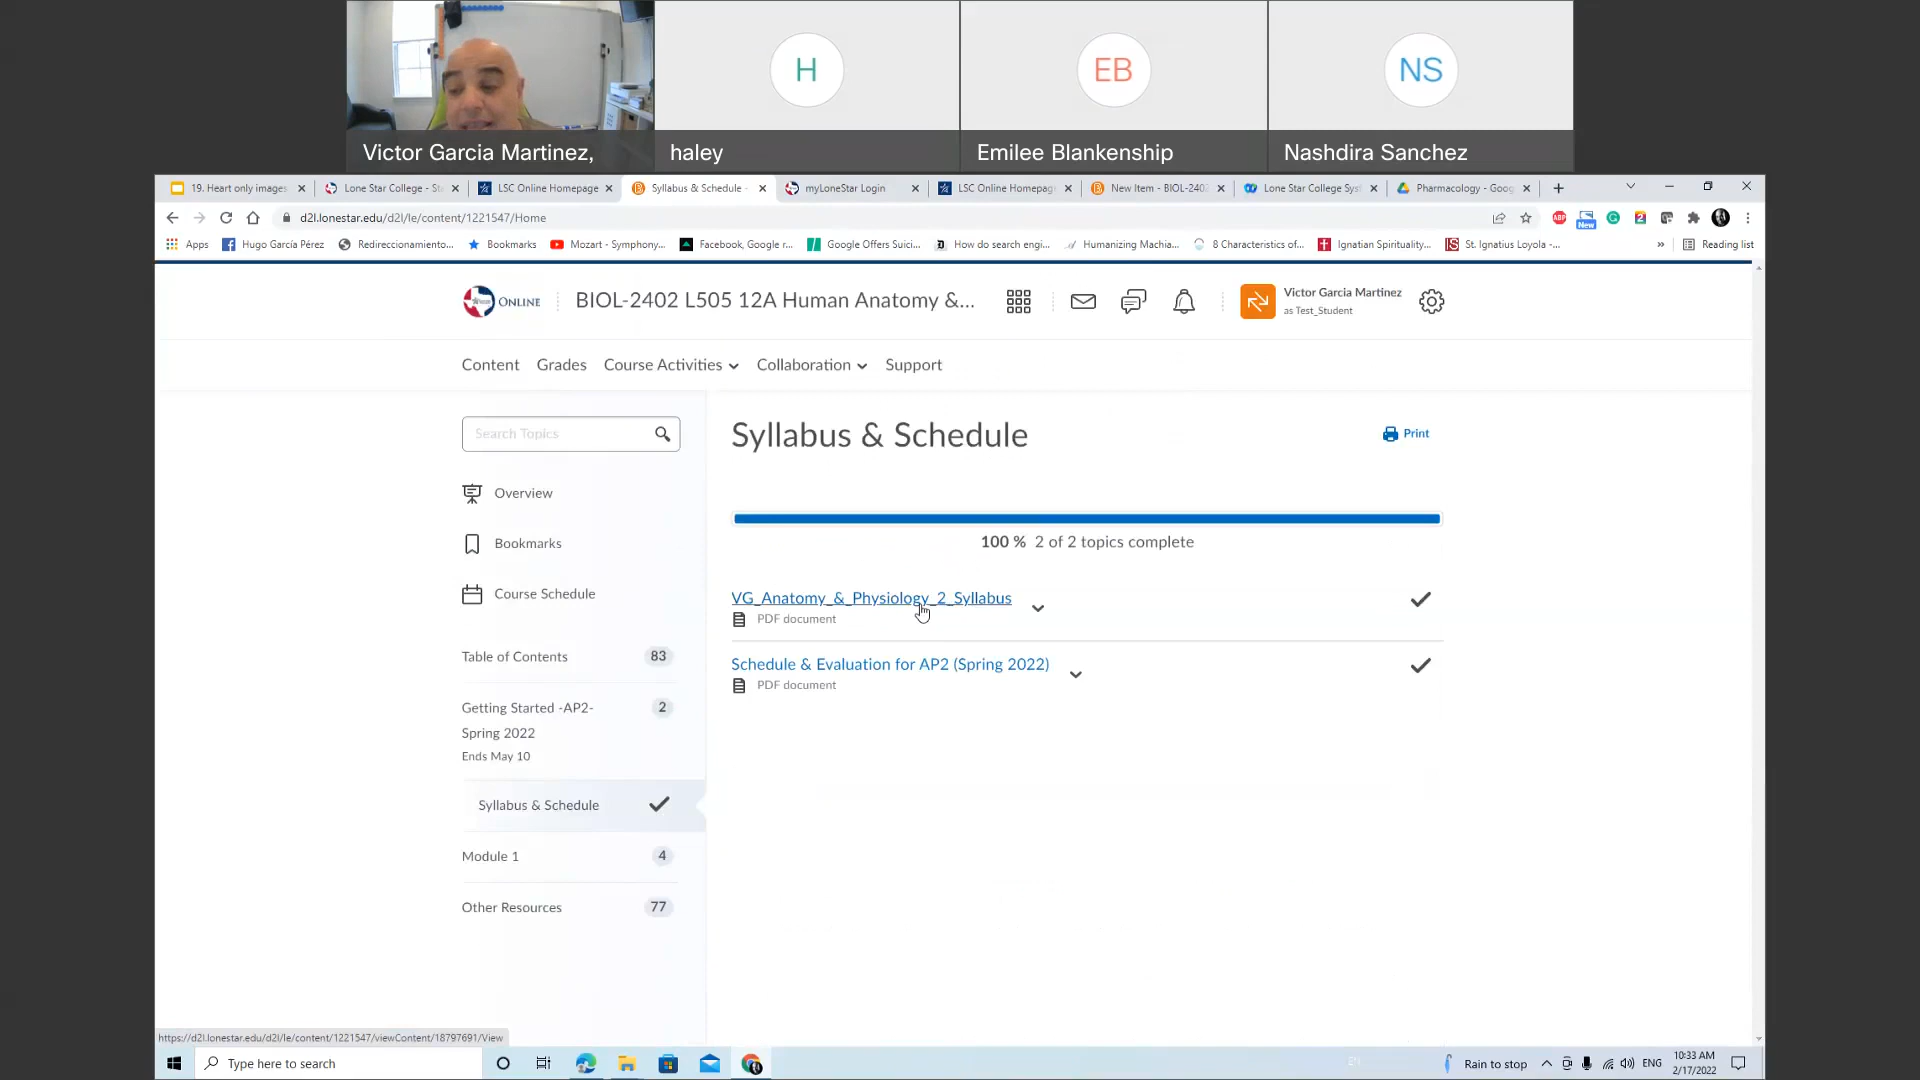 H
EB
NS
Victor Garcia Martinez,
haley
Emilee Blankenship
Nashdira Sanchez
19. Heart only images
Lone Star College - St
LSC Online Homepage
Syllabus & Schedule -
myLoneStar Login
LSC Online Homepag
New Item - BIOL-2402
Lone Star College Sys
Pharmacology - Goog
d2l.lonestar.edu/d2l/le/content/1221547/Home
ABP
New
Apps
Hugo García Pérez
Redireccionamiento...
Bookmarks
Mozart - Symphony...
Facebook, Google r...
Google Offers Suici...
How do search engi...
Humanizing Machia...
8 Characteristics of...
Ignatian Spirituality...
St. Ignatius Loyola -...
»
Reading list
ONLINE
BIOL-2402 L505 12A Human Anatomy &...
Victor Garcia Martinez
as Test_Student
Content
Grades
Course Activities
Collaboration
Support
Search Topics
Syllabus & Schedule
Print
Overview
100 % 2 of 2 topics complete
Bookmarks
Course Schedule
VG_Anatomy_&_Physiology_2_Syllabus
PDF document
Table of Contents 83
Schedule & Evaluation for AP2 (Spring 2022)
PDF document
Getting Started -AP2- 2
Spring 2022
Ends May 10
Syllabus & Schedule
Module 1 4
Other Resources 77
https://d2l.lonestar.edu/d2l/le/content/1221547/viewContent/18797691/View
Type here to search
Rain to stop
ENG
10:33 AM
2/17/2022